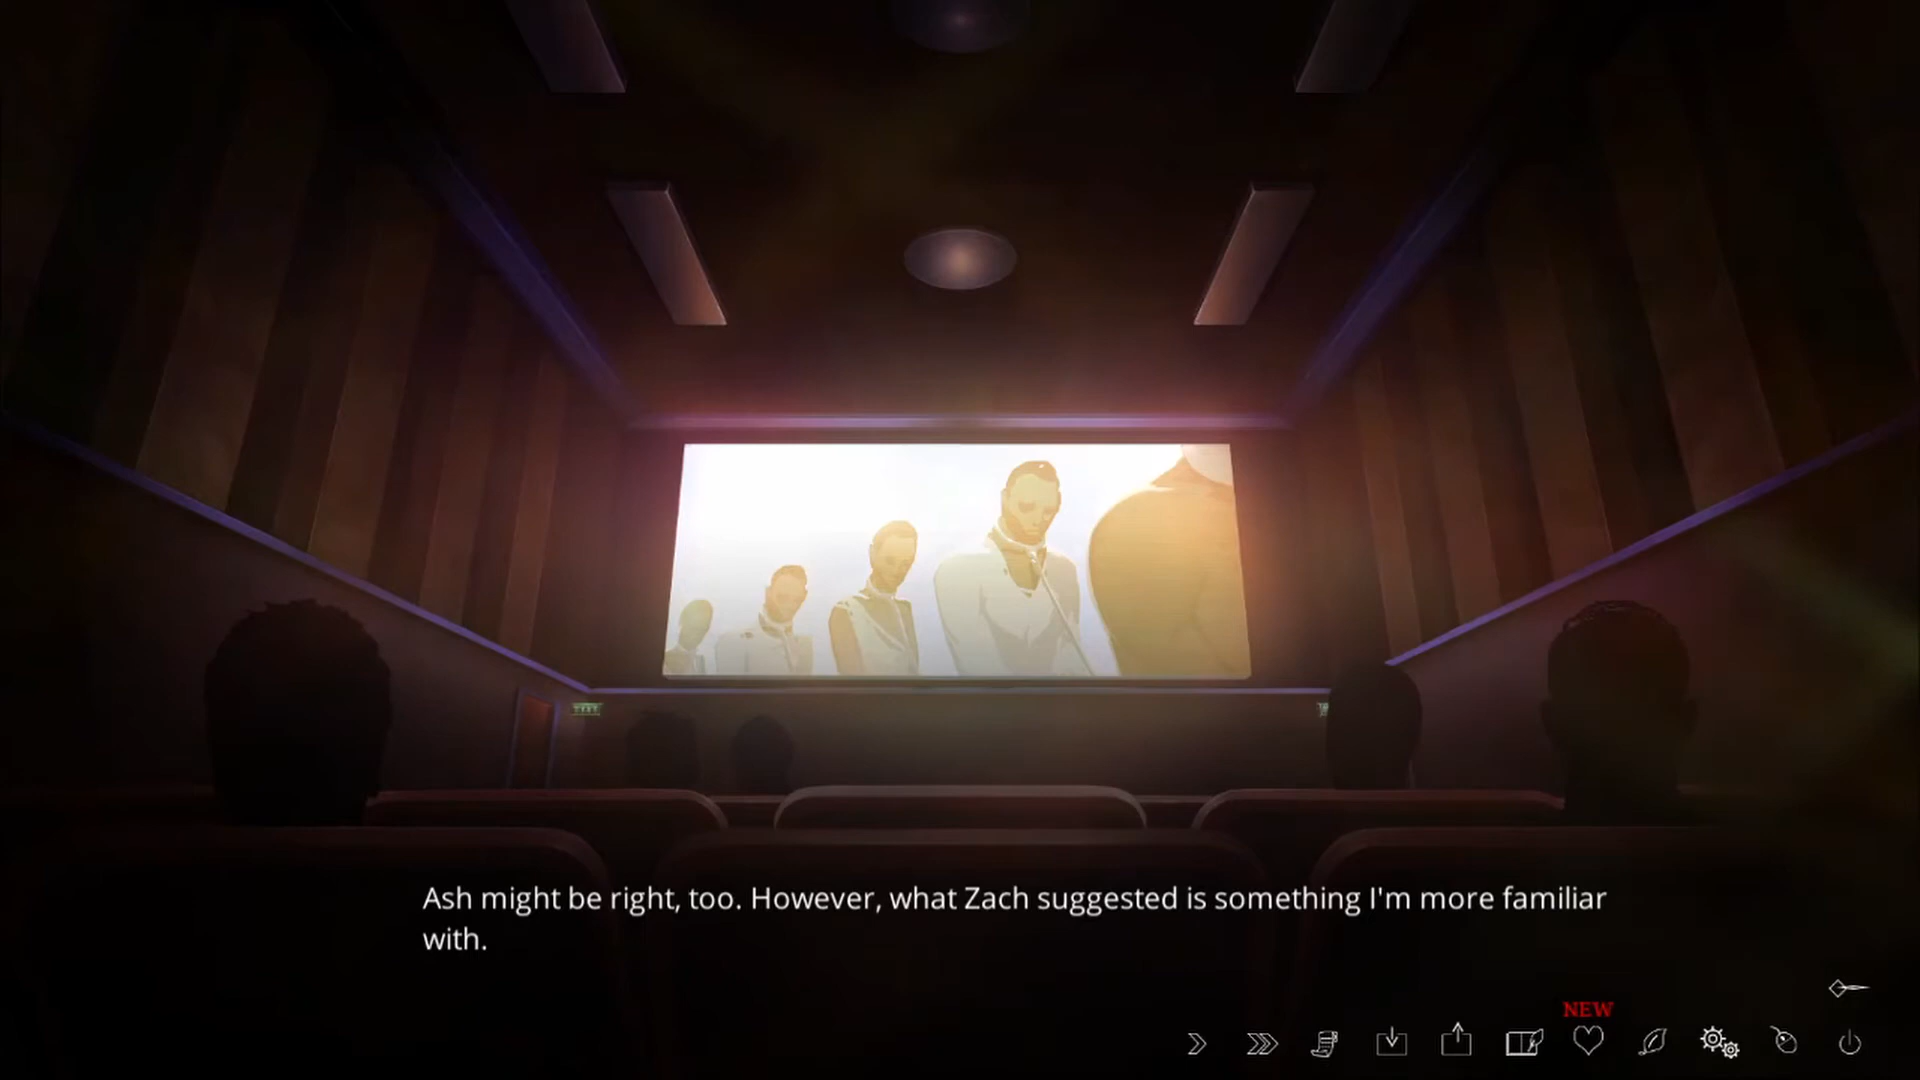 Ash might be right, too. However, what Zach suggested is something I'm more familiar
with.
NEW